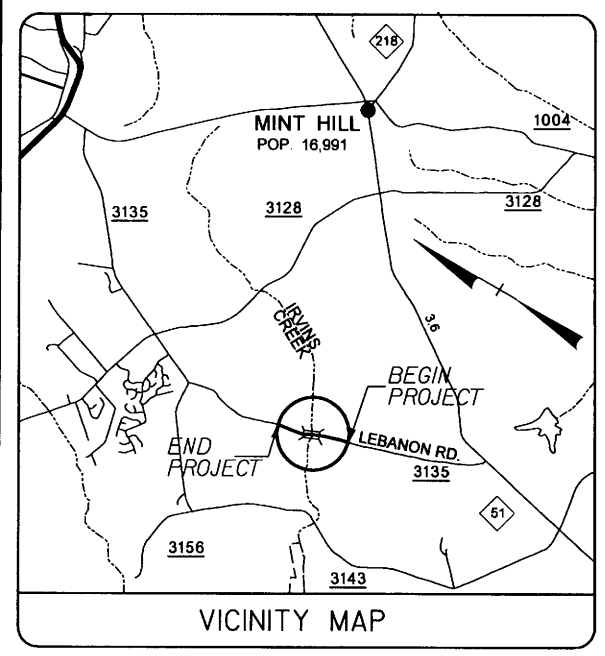 218
MINT HILL
POP. 16,991
1004
3135
3128
3128
IRVINS
CREEK
3.6
BEGIN
PROJECT
END
PROJECT
LEBANON RD.
3135
51
3156
3143
VICINITY MAP